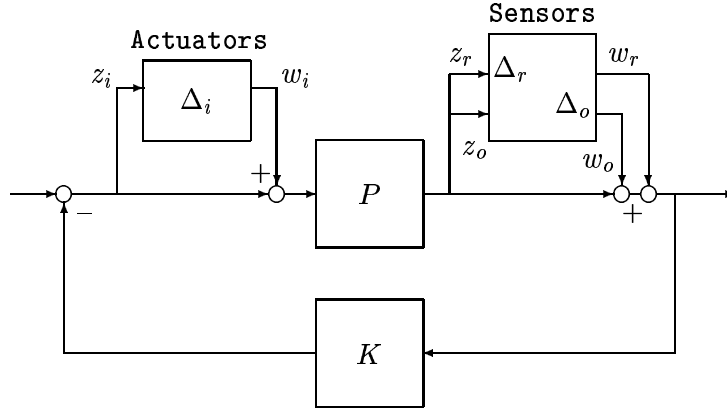 Sensors
Actuators
z_i
Δ_i
w_i
z_r
Δ_r
w_r
Δ_o
z_o
w_o
+
P
−
+
K